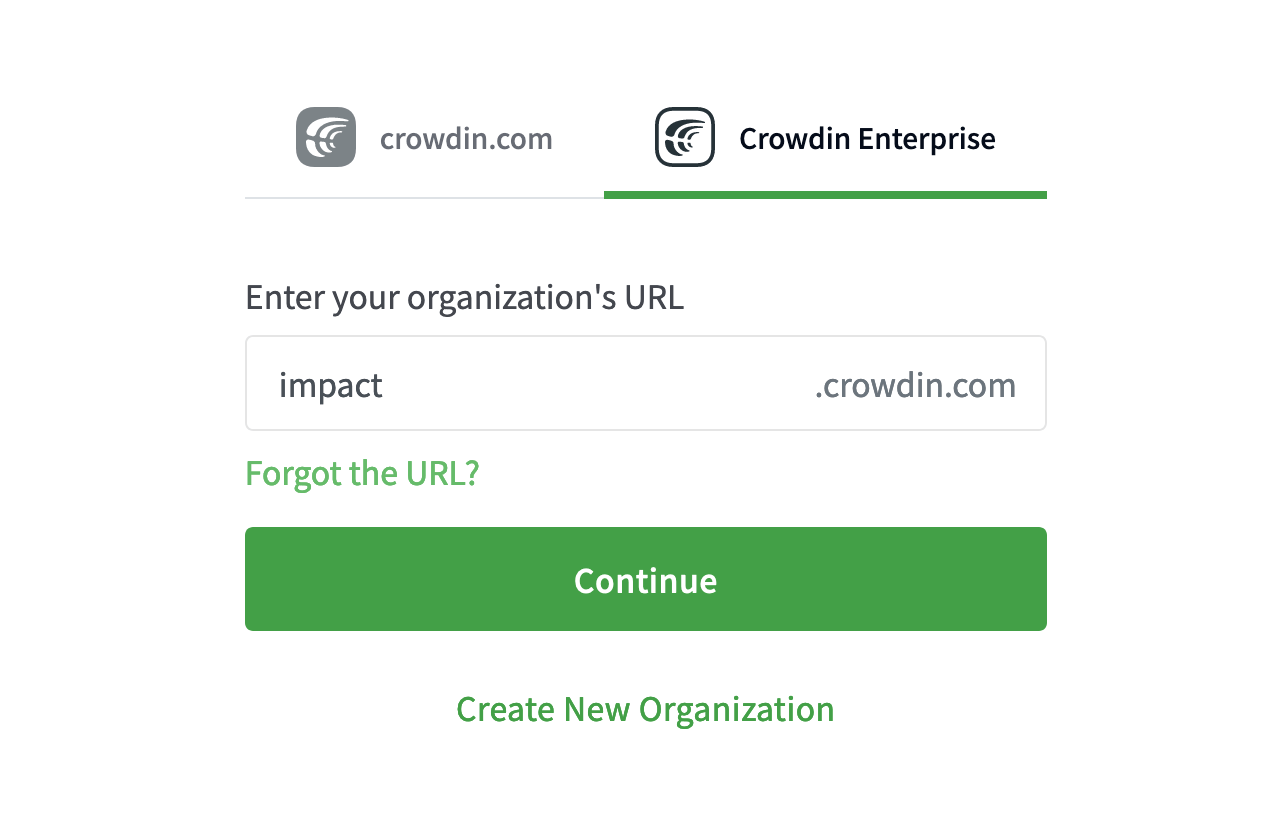 crowdin.com
Crowdin Enterprise
Enter your organization's URL
impact .crowdin.com
Forgot the URL?
Continue
Create New Organization